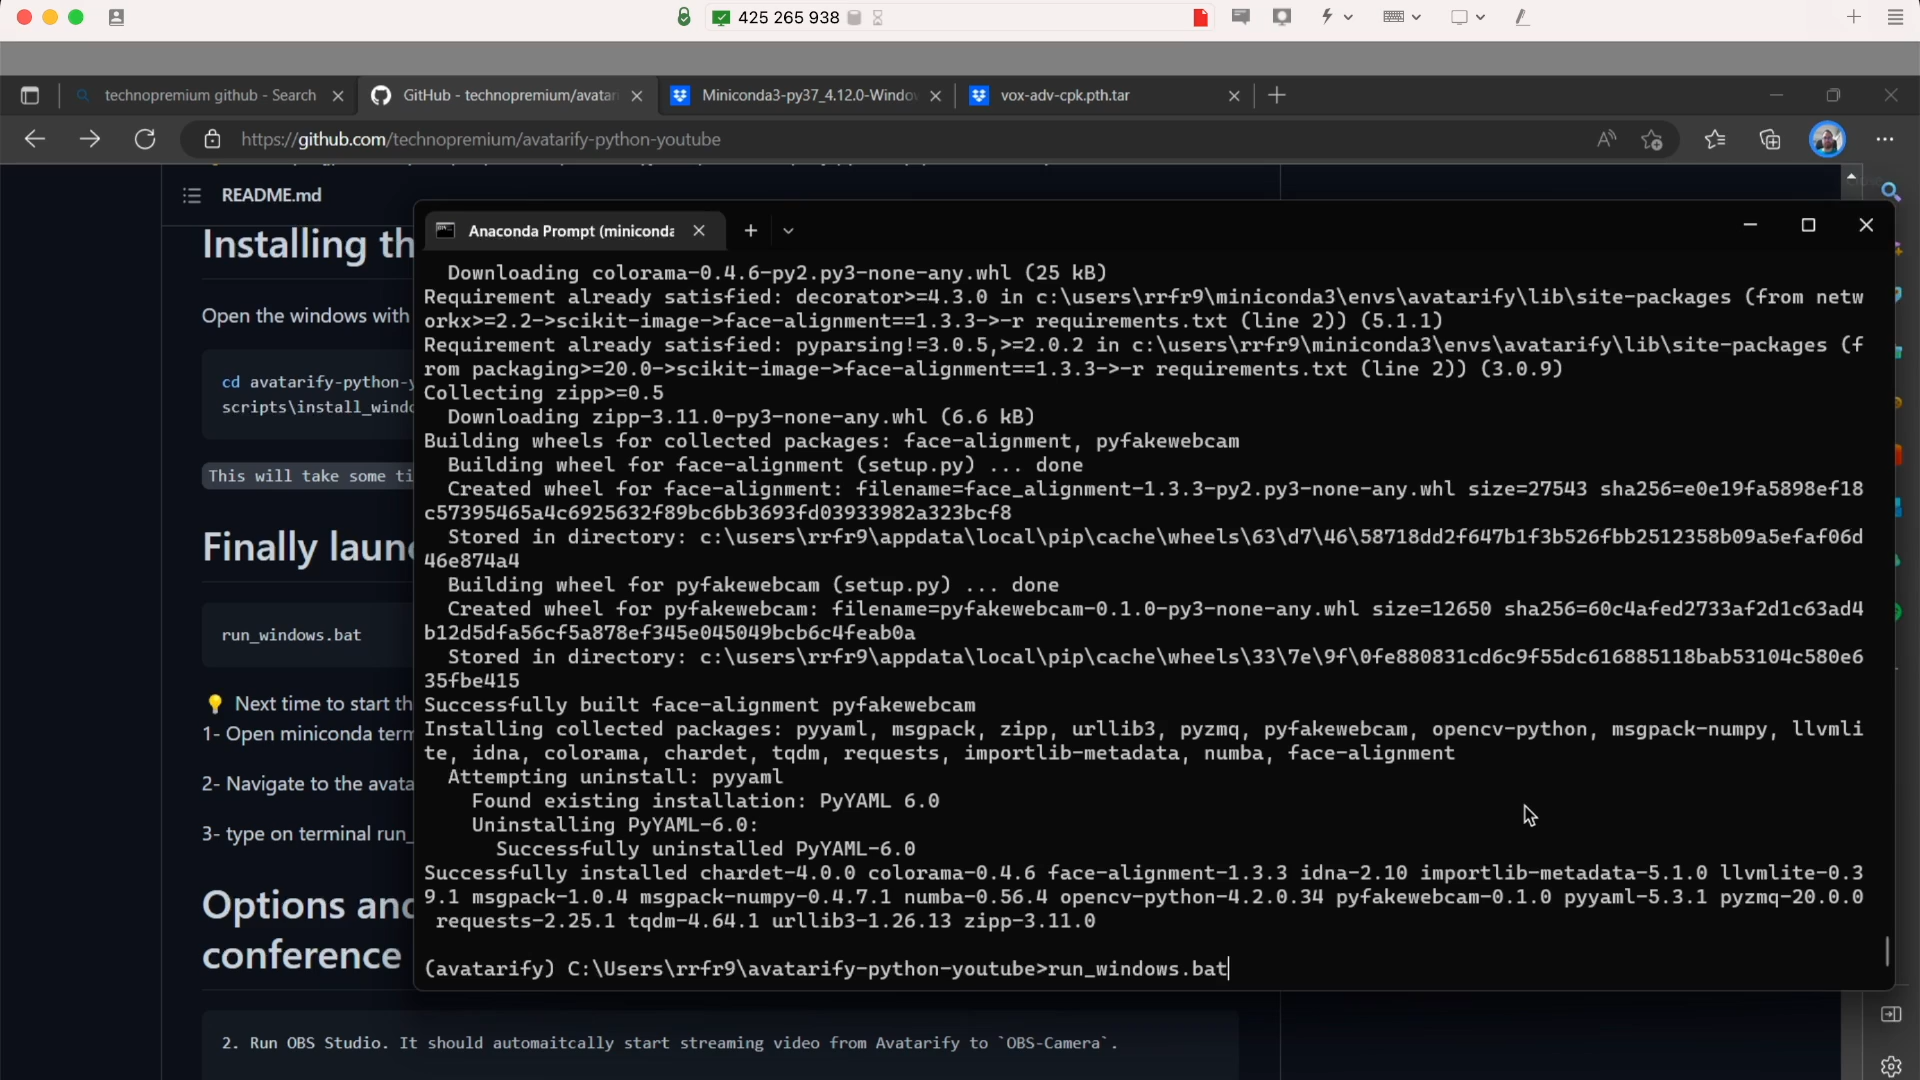 425 265 938
technopremium github - Search
GitHub - technopremium/avatari
Miniconda3-py37_4.12.0-Windo
vox-adv-cpk.pth.tar
https://github.com/technopremium/avatarify-python-youtube
README.md
Installing th
Open the windows with
cd avatarify-python-y
scripts\install_windo
This will take some ti
Finally laun
run_windows.bat
Next time to start th
1- Open miniconda term
2- Navigate to the avata
3- type on terminal run_
Options and
conference
2. Run OBS Studio. It should automaitcally start streaming video from Avatarify to `OBS-Camera`.
Anaconda Prompt (miniconda
Downloading colorama-0.4.6-py2.py3-none-any.whl (25 kB)
Requirement already satisfied: decorator>=4.3.0 in c:\users\rrfr9\miniconda3\envs\avatarify\lib\site-packages (from netw
orkx>=2.2->scikit-image->face-alignment==1.3.3->-r requirements.txt (line 2)) (5.1.1)
Requirement already satisfied: pyparsing!=3.0.5,>=2.0.2 in c:\users\rrfr9\miniconda3\envs\avatarify\lib\site-packages (f
rom packaging>=20.0->scikit-image->face-alignment==1.3.3->-r requirements.txt (line 2)) (3.0.9)
Collecting zipp>=0.5
Downloading zipp-3.11.0-py3-none-any.whl (6.6 kB)
Building wheels for collected packages: face-alignment, pyfakewebcam
Building wheel for face-alignment (setup.py) ... done
Created wheel for face-alignment: filename=face_alignment-1.3.3-py2.py3-none-any.whl size=27543 sha256=e0e19fa5898ef18
c57395465a4c6925632f89bc6bb3693fd03933982a323bcf8
Stored in directory: c:\users\rrfr9\appdata\local\pip\cache\wheels\63\d7\46\58718dd2f647b1f3b526fbb2512358b09a5efaf06d
46e874a4
Building wheel for pyfakewebcam (setup.py) ... done
Created wheel for pyfakewebcam: filename=pyfakewebcam-0.1.0-py3-none-any.whl size=12650 sha256=60c4afed2733af2d1c63ad4
b12d5dfa56cf5a878ef345e045049bcb6c4feab0a
Stored in directory: c:\users\rrfr9\appdata\local\pip\cache\wheels\33\7e\9f\0fe880831cd6c9f55dc616885118bab53104c580e6
35fbe415
Successfully built face-alignment pyfakewebcam
Installing collected packages: pyyaml, msgpack, zipp, urllib3, pyzmq, pyfakewebcam, opencv-python, msgpack-numpy, llvmli
te, idna, colorama, chardet, tqdm, requests, importlib-metadata, numba, face-alignment
Attempting uninstall: pyyaml
Found existing installation: PyYAML 6.0
Uninstalling PyYAML-6.0:
Successfully uninstalled PyYAML-6.0
Successfully installed chardet-4.0.0 colorama-0.4.6 face-alignment-1.3.3 idna-2.10 importlib-metadata-5.1.0 llvmlite-0.3
9.1 msgpack-1.0.4 msgpack-numpy-0.4.7.1 numba-0.56.4 opencv-python-4.2.0.34 pyfakewebcam-0.1.0 pyyaml-5.3.1 pyzmq-20.0.0
requests-2.25.1 tqdm-4.64.1 urllib3-1.26.13 zipp-3.11.0
(avatarify) C:\Users\rrfr9\avatarify-python-youtube>run_windows.bat